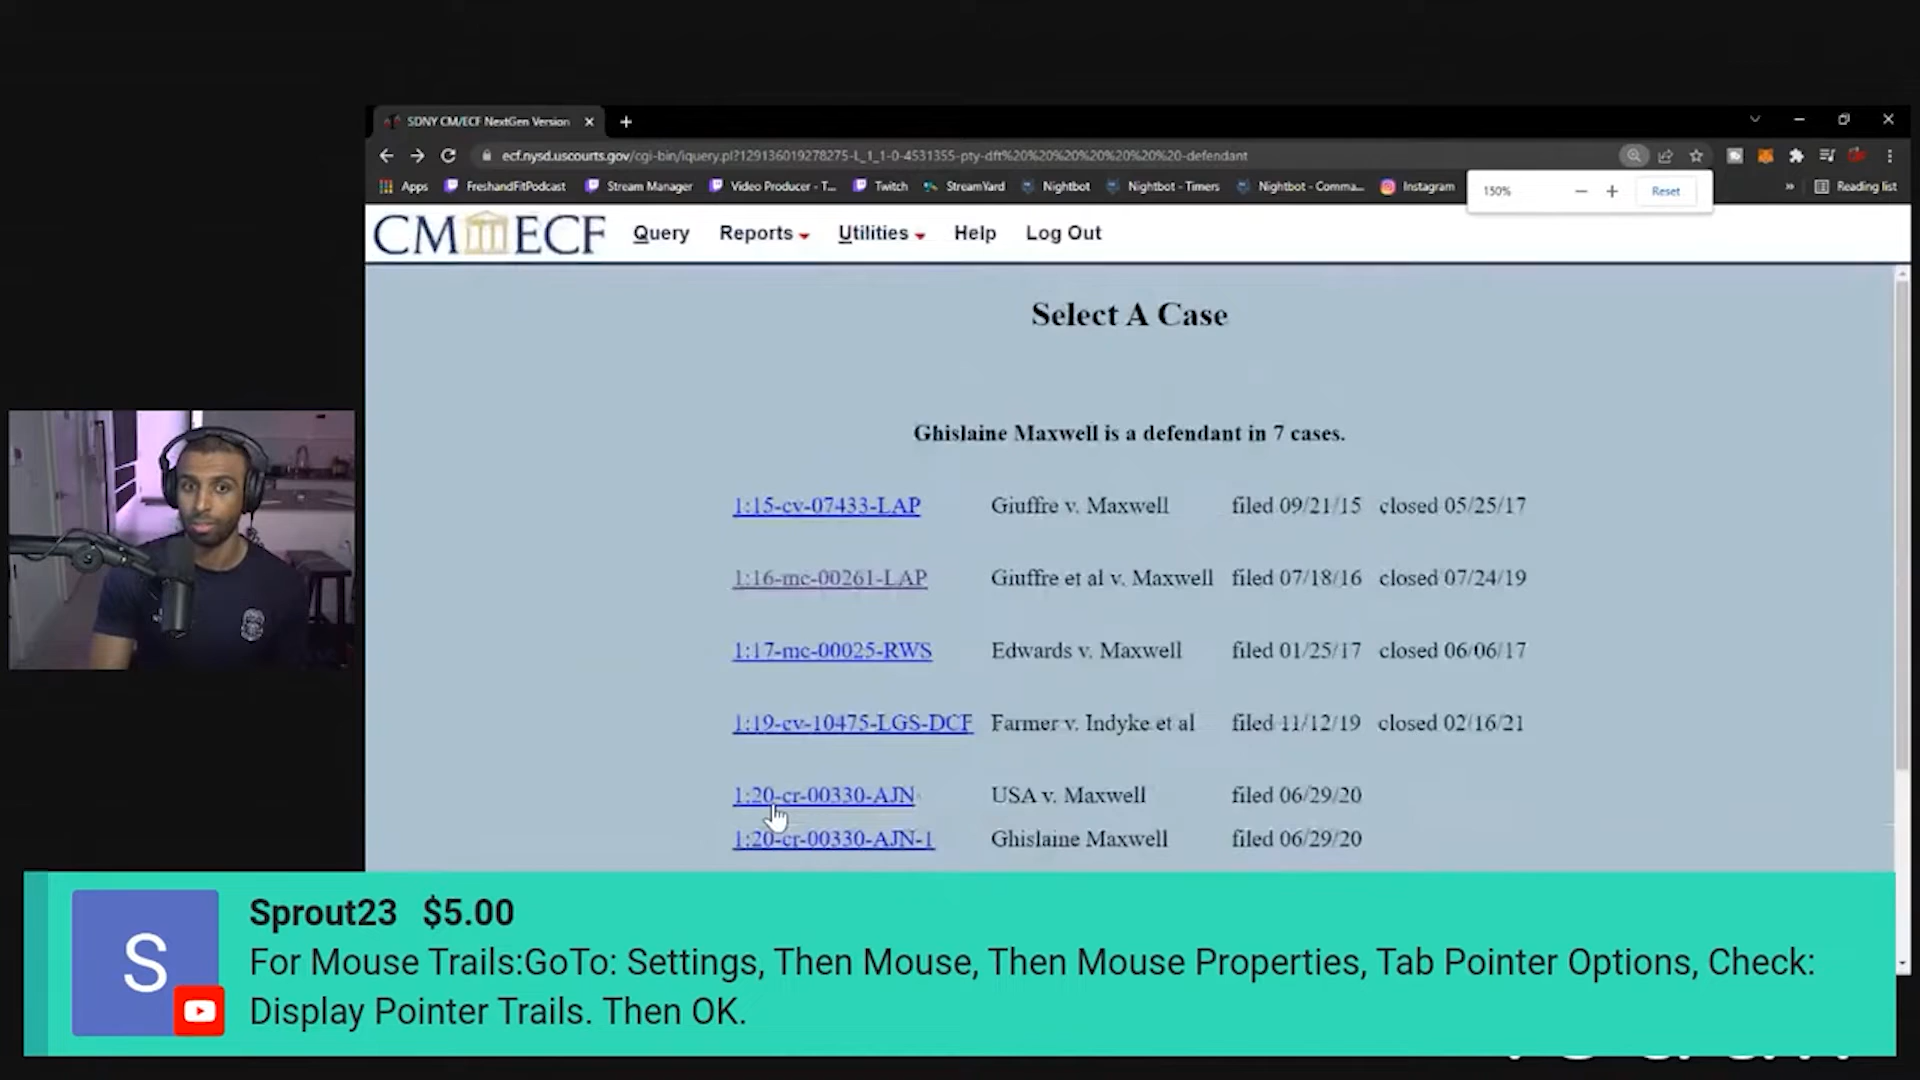 SDNY CM/ECF NextGen Version
ecf.nysd.uscourts.gov/cgi-bin/iquery.pl?129136019278275-L_1_1-0-4531355-pty-dft%20%20%20%20%20%20%20-defendant
Apps FreshandFitPodcast Stream Manager Video Producer - T... Twitch StreamYard Nightbot Nightbot - Timers Nightbot - Comma... Instagram » Reading list
150% Reset
CM ECF Query Reports Utilities Help Log Out
Select A Case
Ghislaine Maxwell is a defendant in 7 cases.
1:15-cv-07433-LAP Giuffre v. Maxwell filed 09/21/15 closed 05/25/17
1:16-mc-00261-LAP Giuffre et al v. Maxwell filed 07/18/16 closed 07/24/19
1:17-mc-00025-RWS Edwards v. Maxwell filed 01/25/17 closed 06/06/17
1:19-cv-10475-LGS-DCF Farmer v. Indyke et al filed 11/12/19 closed 02/16/21
1:20-cr-00330-AJN USA v. Maxwell filed 06/29/20
1:20-cr-00330-AJN-1 Ghislaine Maxwell filed 06/29/20
S
Sprout23 $5.00
For Mouse Trails:GoTo: Settings, Then Mouse, Then Mouse Properties, Tab Pointer Options, Check:
Display Pointer Trails. Then OK.